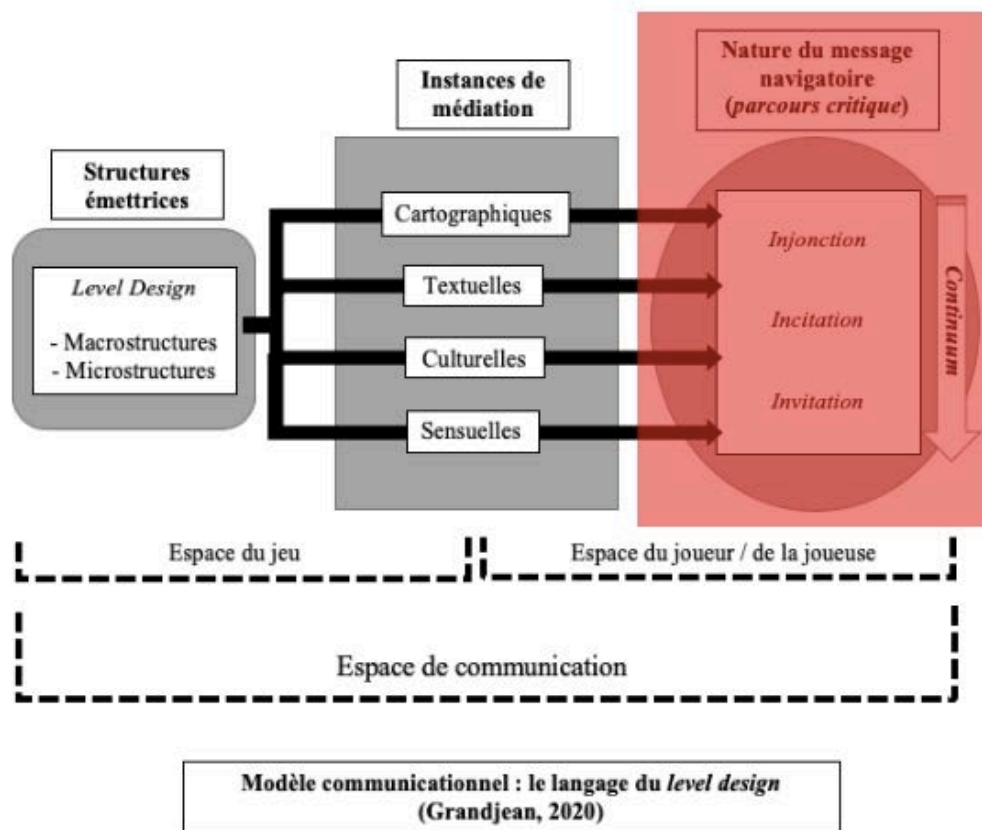 Structures
émettrices
Level Design
- Macrostructures
- Microstructures
Instances de
médiation
Cartographiques
Textuelles
Culturelles
Sensuelles
Nature du message
navigatoire
(parcours critique)
Injonction
Incitation
Invitation
Continuum
Espace du jeu
Espace du joueur / de la joueuse
Espace de communication
Modèle communicationnel : le langage du level design
(Grandjean, 2020)